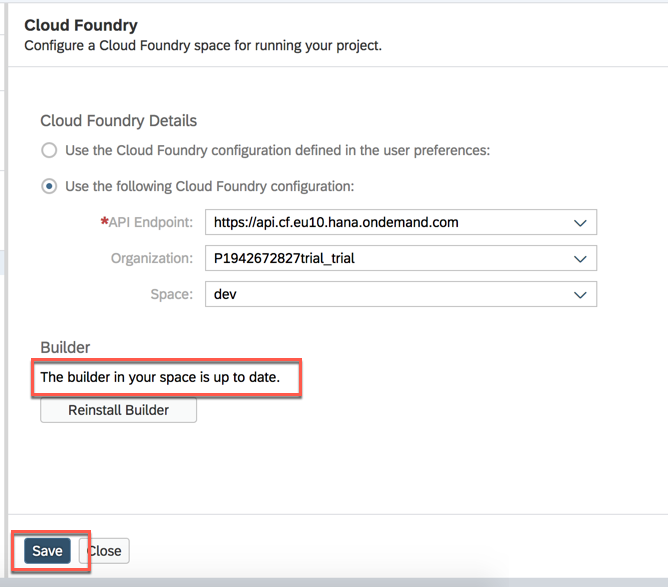 Cloud Foundry
Configure a Cloud Foundry space for running your project.
Cloud Foundry Details
Use the Cloud Foundry configuration defined in the user preferences:
Use the following Cloud Foundry configuration:
*API Endpoint: https://api.cf.eu10.hana.ondemand.com
Organization: P1942672827trial_trial
Space: dev
Builder
The builder in your space is up to date.
Reinstall Builder
Save Close